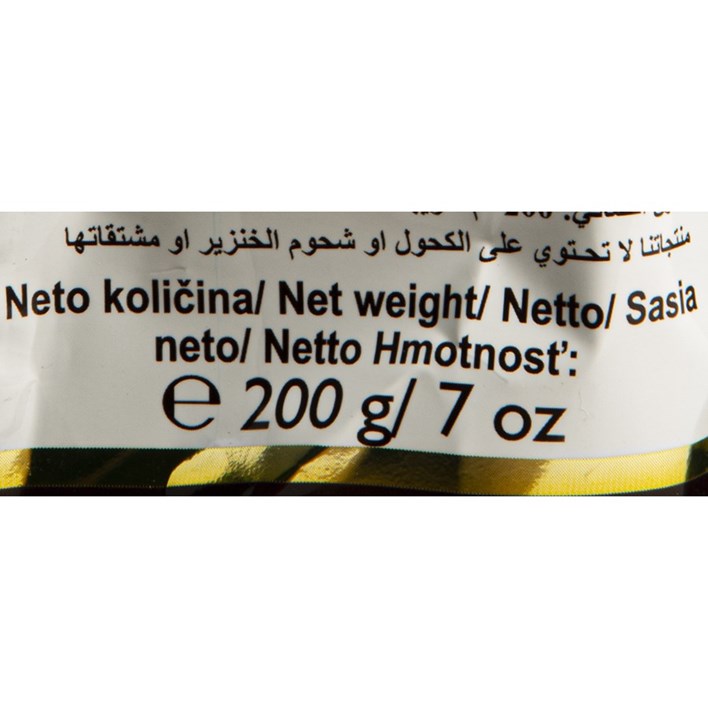 منتجاتنا لا تحتوي على الكحول او شحوم الخنزير او مشتقاتها
Neto količina/ Net weight/ Netto/ Sasia
neto/ Netto Hmotnosť:
℮ 200 g/ 7 oz